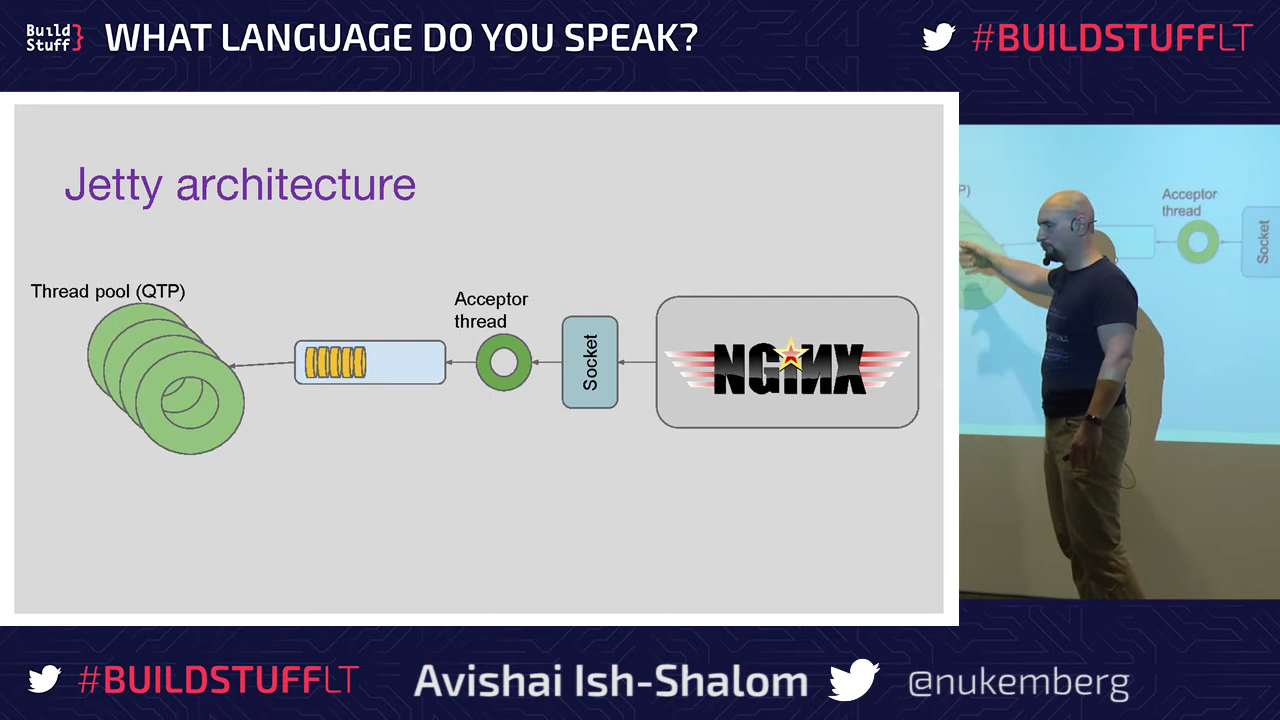 Build
Stuff}
WHAT LANGUAGE DO YOU SPEAK?
#BUILDSTUFFLT
Jetty architecture
Thread pool (QTP)
Acceptor
thread
Socket
NGiИX
P)
Acceptor
thread
Socket
#BUILDSTUFFLT
Avishai Ish-Shalom
@nukemberg